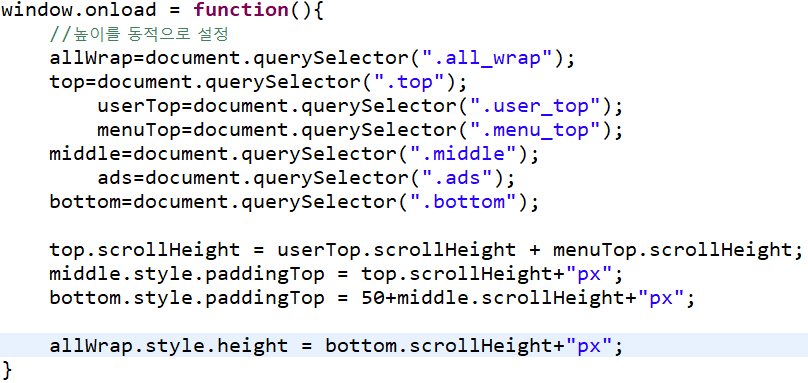 window.onload = function(){
//높이를 동적으로 설정
allWrap=document.querySelector(".all_wrap");
top=document.querySelector(".top");
userTop=document.querySelector(".user_top");
menuTop=document.querySelector(".menu_top");
middle=document.querySelector(".middle");
ads=document.querySelector(".ads");
bottom=document.querySelector(".bottom");
top.scrollHeight = userTop.scrollHeight + menuTop.scrollHeight;
middle.style.paddingTop = top.scrollHeight+"px";
bottom.style.paddingTop = 50+middle.scrollHeight+"px";
allWrap.style.height = bottom.scrollHeight+"px";
}